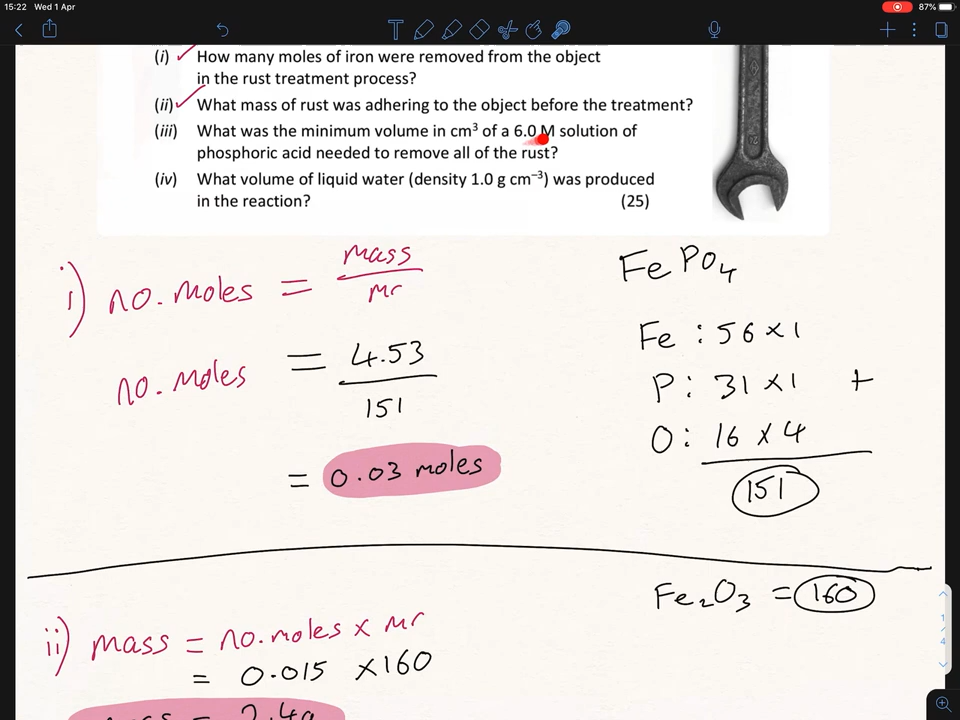 15:22 Wed 1 Apr
87%
(i) How many moles of iron were removed from the object
in the rust treatment process?
(ii) What mass of rust was adhering to the object before the treatment?
(iii) What was the minimum volume in cm³ of a 6.0 M solution of
phosphoric acid needed to remove all of the rust?
(iv) What volume of liquid water (density 1.0 g cm⁻³) was produced
in the reaction? (25)
i) no. moles = mass / mr
no. moles = 4.53 / 151
= 0.03 moles
FePO₄
Fe : 56 × 1
P : 31 × 1 +
O : 16 × 4
151
Fe₂O₃ = 160
ii) mass = no. moles × mr
= 0.015 × 160
1
4